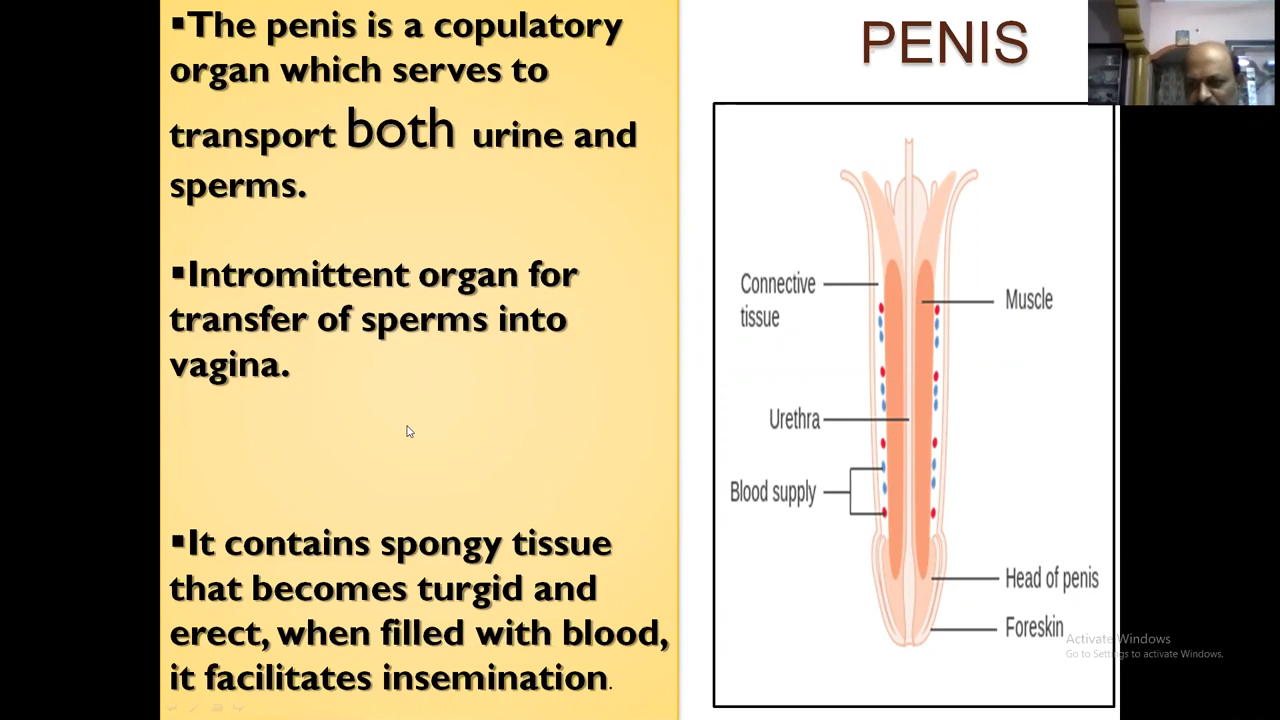 ▪The penis is a copulatory
organ which serves to
transport both urine and
sperms.
▪Intromittent organ for
transfer of sperms into
vagina.
▪It contains spongy tissue
that becomes turgid and
erect, when filled with blood,
it facilitates insemination.
PENIS
Connective
tissue
Muscle
Urethra
Blood supply
Head of penis
Foreskin
Activate Windows
Go to Settings to activate Windows.